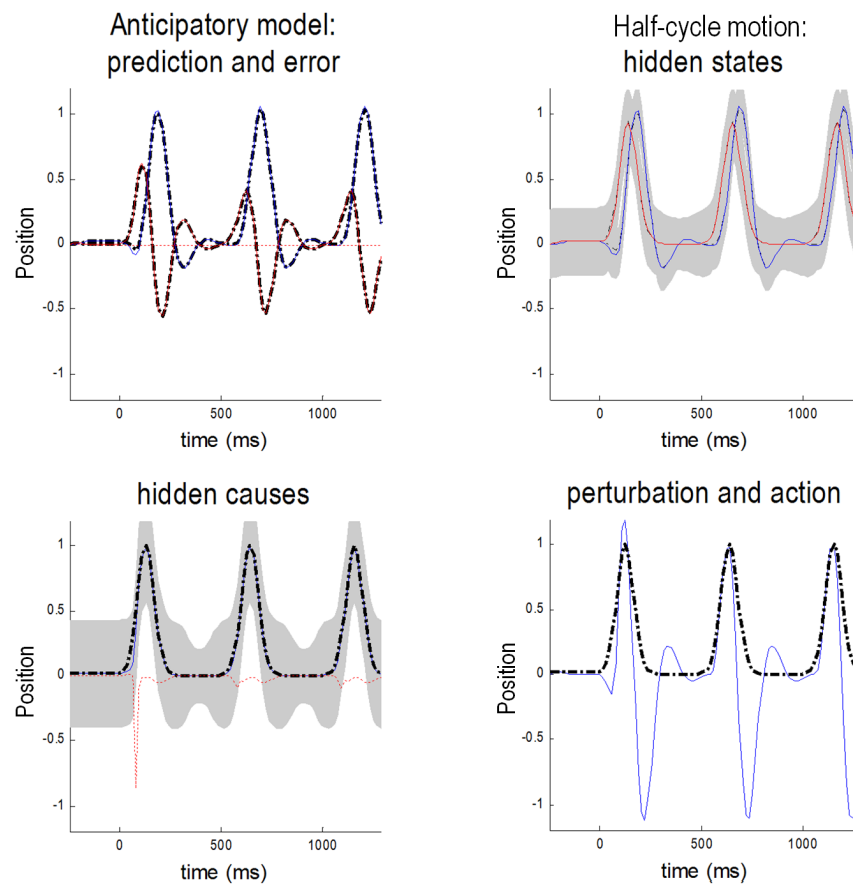 Anticipatory model:
prediction and error
1
0.5
0
-0.5
-1
Position
0
500
1000
time (ms)
Half-cycle motion:
hidden states
1
0.5
0
-0.5
-1
Position
0
500
1000
time (ms)
hidden causes
1
0.5
0
-0.5
-1
Position
0
500
1000
time (ms)
perturbation and action
1
0.5
0
-0.5
-1
Position
0
500
1000
time (ms)